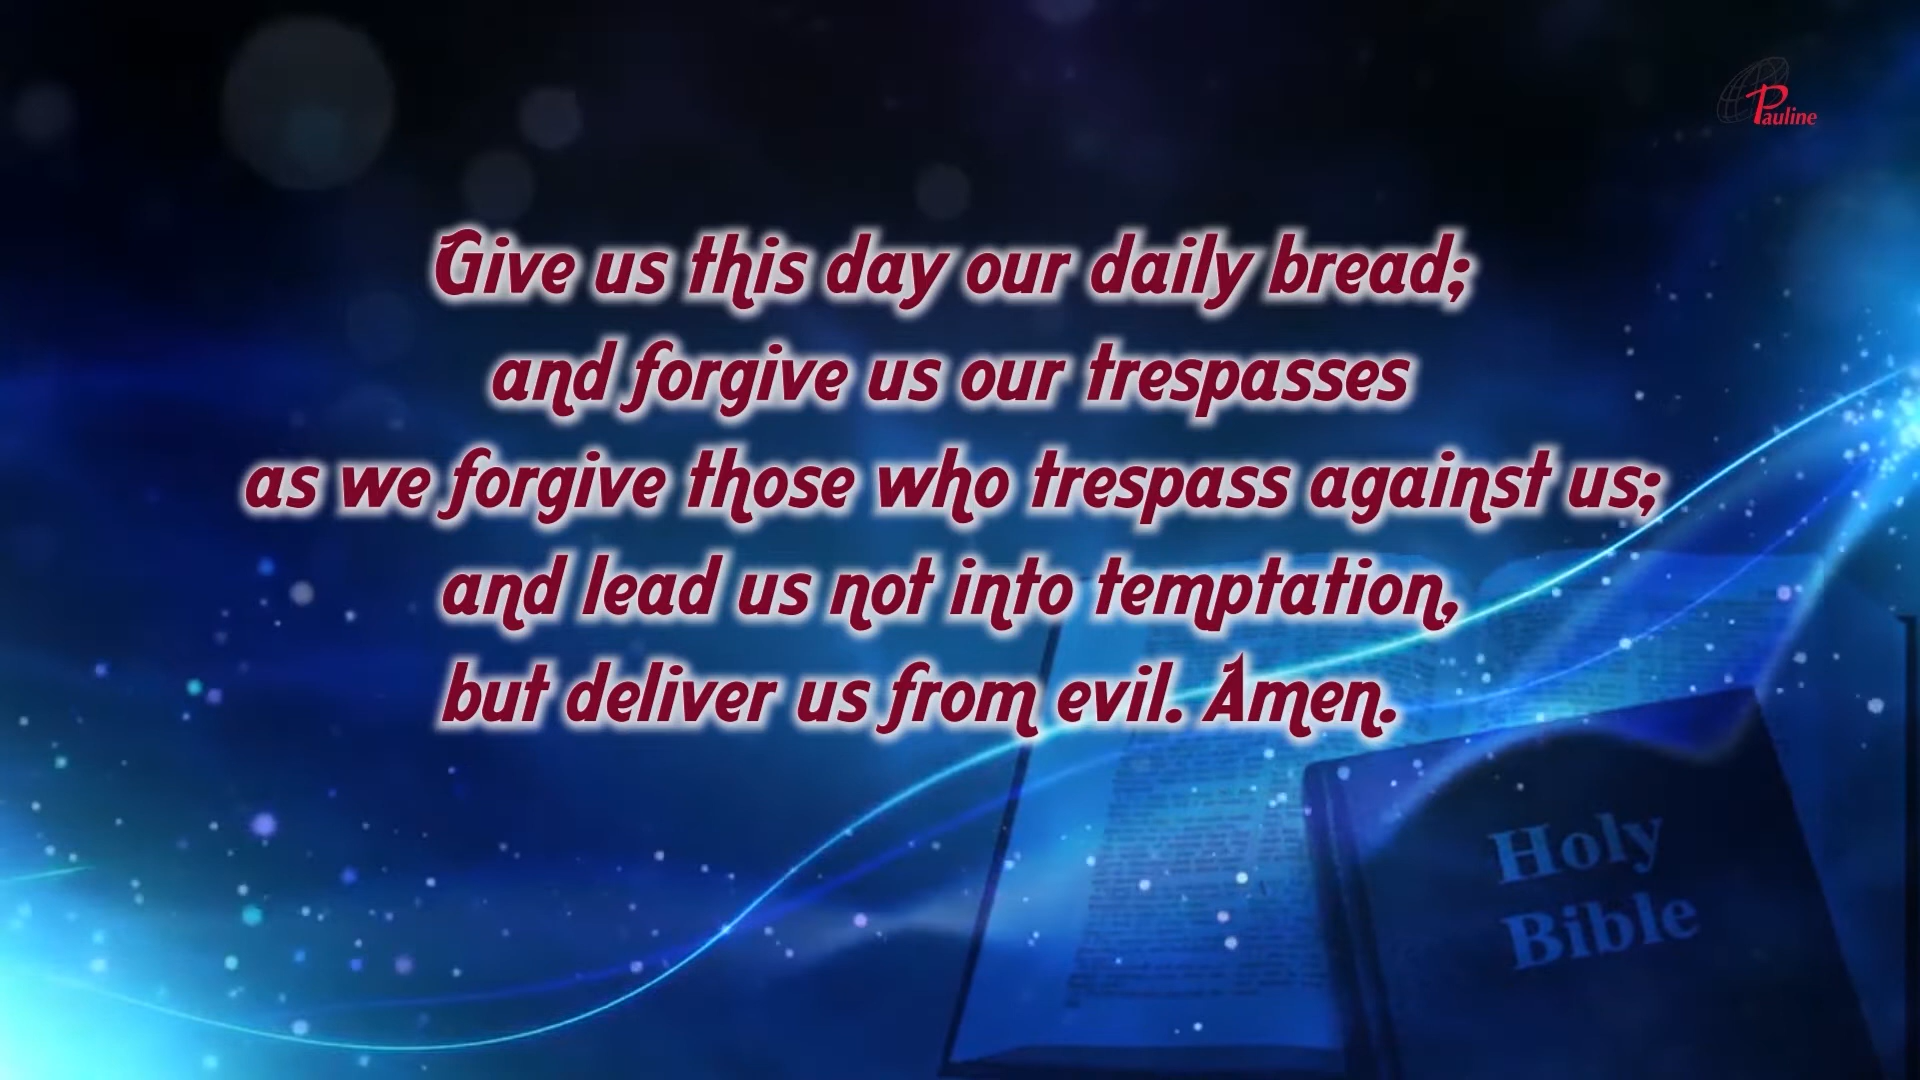 Pauline
Give us this day our daily bread;
and forgive us our trespasses
as we forgive those who trespass against us;
and lead us not into temptation,
but deliver us from evil. Amen.
Holy
Bible